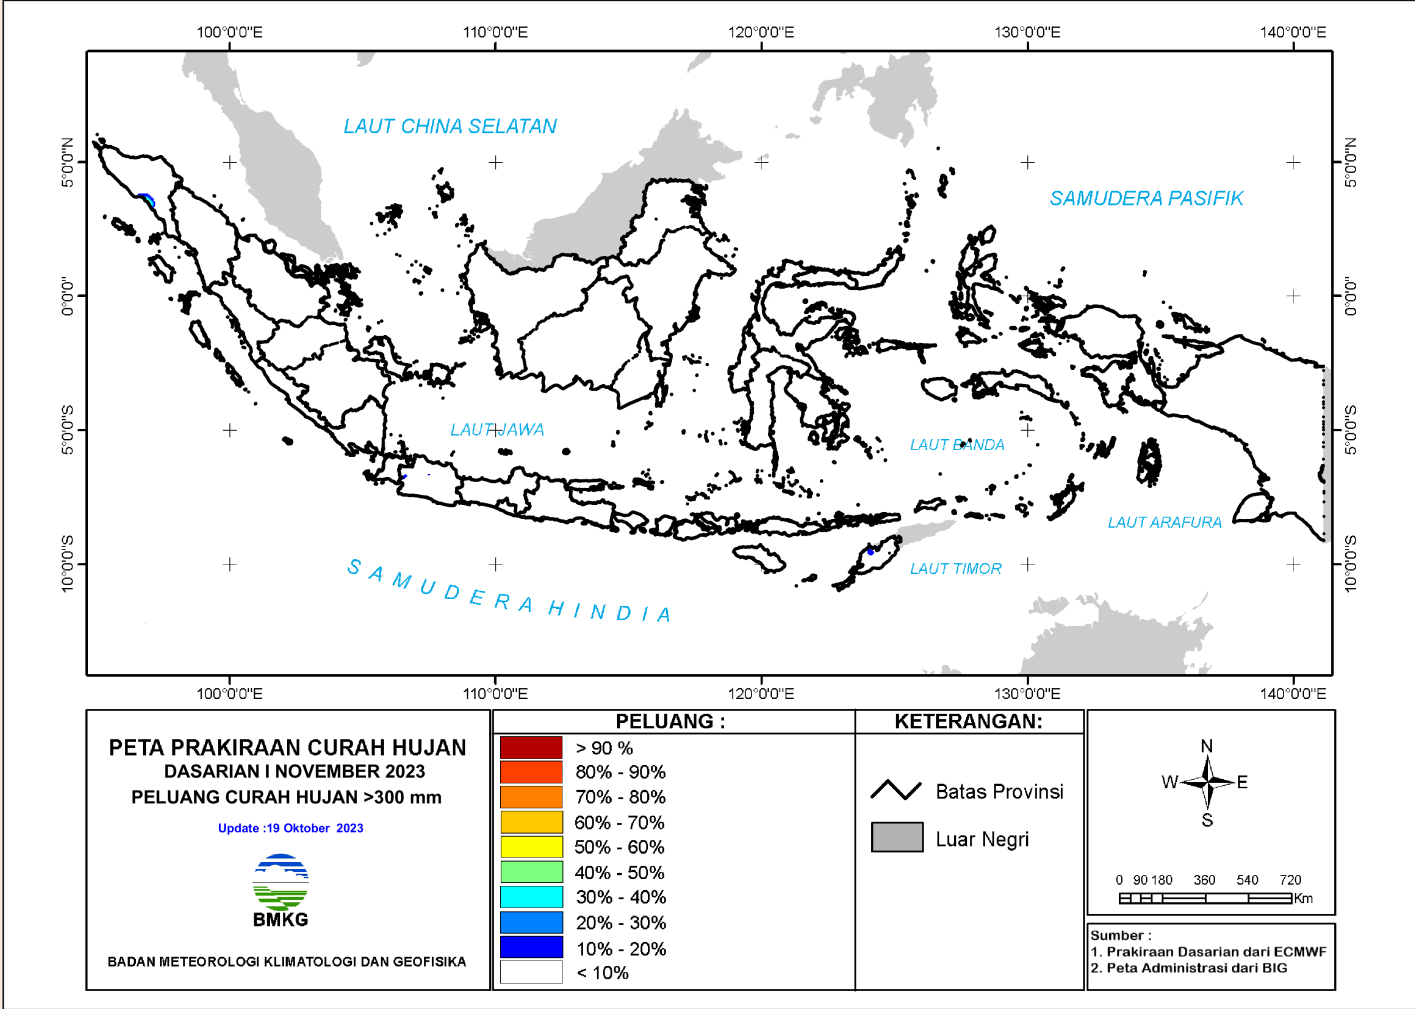 100°0'0"E 110°0'0"E 120°0'0"E 130°0'0"E 140°0'0"E
5°0'0"N 5°0'0"N
0°0'0" 0°0'0"
5°0'0"S 5°0'0"S
10°0'0"S 10°0'0"S
LAUT CHINA SELATAN
SAMUDERA PASIFIK
LAUT JAWA
LAUT BANDA
LAUT ARAFURA
LAUT TIMOR
SAMUDERA HINDIA
100°0'0"E 110°0'0"E 120°0'0"E 130°0'0"E 140°0'0"E
PETA PRAKIRAAN CURAH HUJAN
DASARIAN I NOVEMBER 2023
PELUANG CURAH HUJAN >300 mm
Update :19 Oktober 2023
BMKG
BADAN METEOROLOGI KLIMATOLOGI DAN GEOFISIKA
PELUANG :
> 90 %
80% - 90%
70% - 80%
60% - 70%
50% - 60%
40% - 50%
30% - 40%
20% - 30%
10% - 20%
< 10%
KETERANGAN:
Batas Provinsi
Luar Negri
N
W E
S
0 90 180 360 540 720
Km
Sumber :
1. Prakiraan Dasarian dari ECMWF
2. Peta Administrasi dari BIG